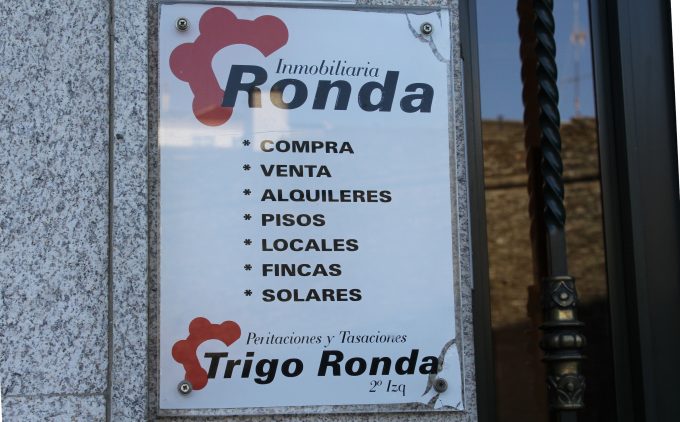 Inmobiliaria
Ronda
* COMPRA
* VENTA
* ALQUILERES
* PISOS
* LOCALES
* FINCAS
* SOLARES
Peritaciones y Tasaciones
Trigo Ronda
2º Izq